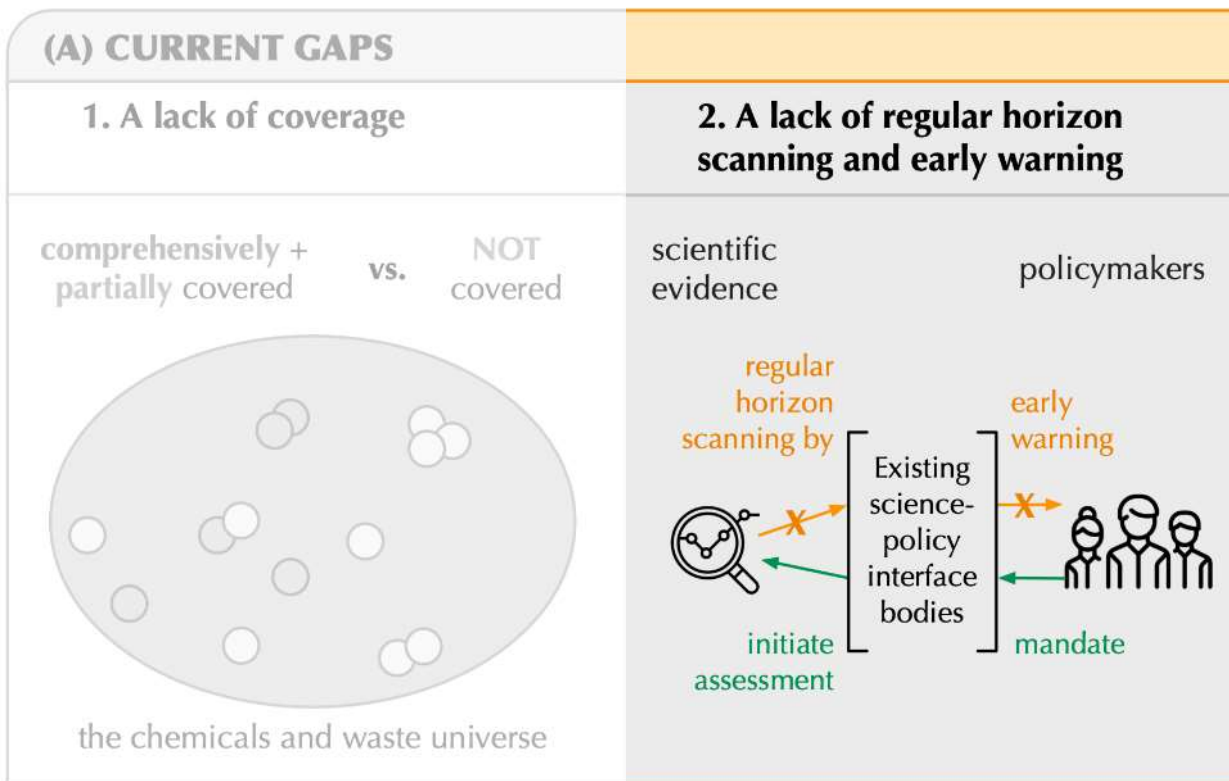 (A) CURRENT GAPS
1. A lack of coverage
comprehensively +
partially covered
vs.
NOT
covered
the chemicals and waste universe
2. A lack of regular horizon
scanning and early warning
scientific
evidence
policymakers
regular
horizon
scanning by
early
warning
X
X
Existing
science-
policy
interface
bodies
initiate
assessment
mandate